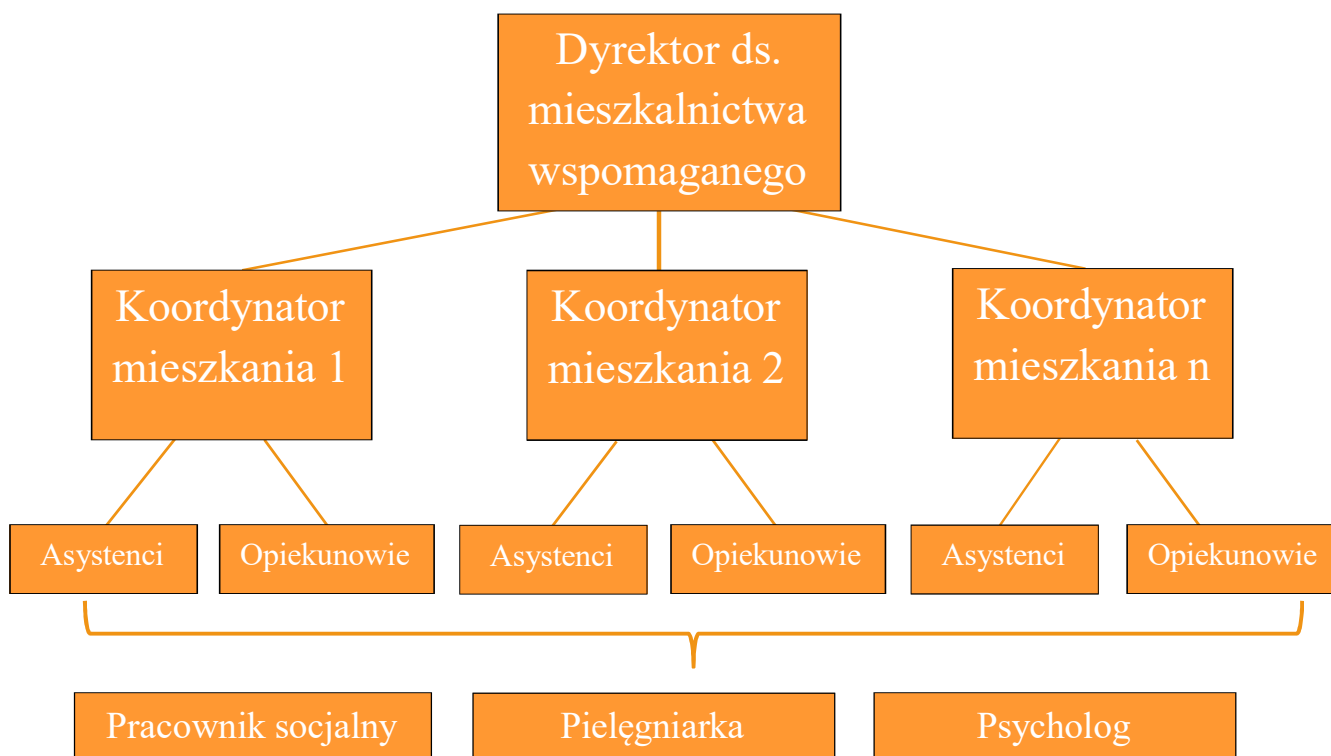 Dyrektor ds.
mieszkalnictwa
wspomaganego
Koordynator
mieszkania 1
Koordynator
mieszkania 2
Koordynator
mieszkania n
Asystenci
Opiekunowie
Asystenci
Opiekunowie
Asystenci
Opiekunowie
Pracownik socjalny
Pielęgniarka
Psycholog